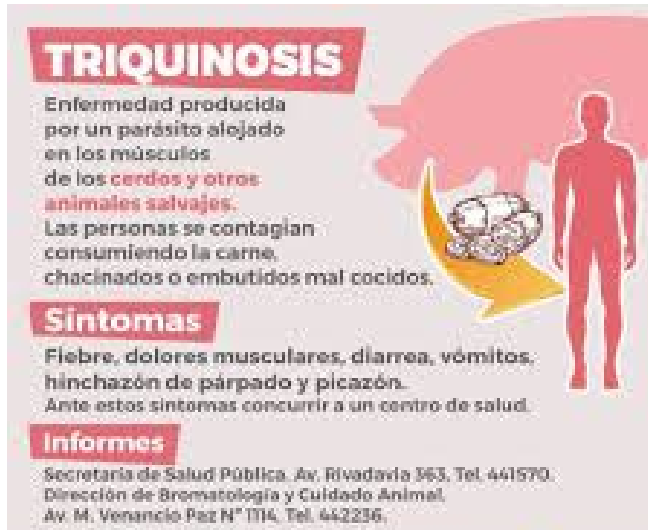 TRIQUINOSIS
Enfermedad producida
por un parásito alojado
en los músculos
de los cerdos y otros
animales salvajes.
Las personas se contagian
consumiendo la carne,
chacinados o embutidos mal cocidos.
Síntomas
Fiebre, dolores musculares, diarrea, vómitos,
hinchazón de párpado y picazón.
Ante estos síntomas concurrir a un centro de salud.
Informes
Secretaría de Salud Pública. Av. Rivadavia 363. Tel. 441570.
Dirección de Bromatología y Cuidado Animal.
Av. M. Venancio Paz N° 1114. Tel. 442236.